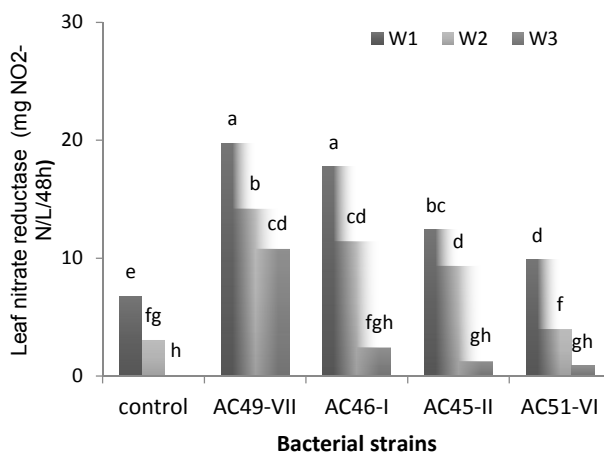 30
W1 W2 W3
Leaf nitrate reductase (mg NO2-
N/L/48h)
20
10
0
a
a
b
bc
cd
cd
d
d
e
fg
h
fgh
gh
f
gh
control AC49-VII AC46-I AC45-II AC51-VI
Bacterial strains